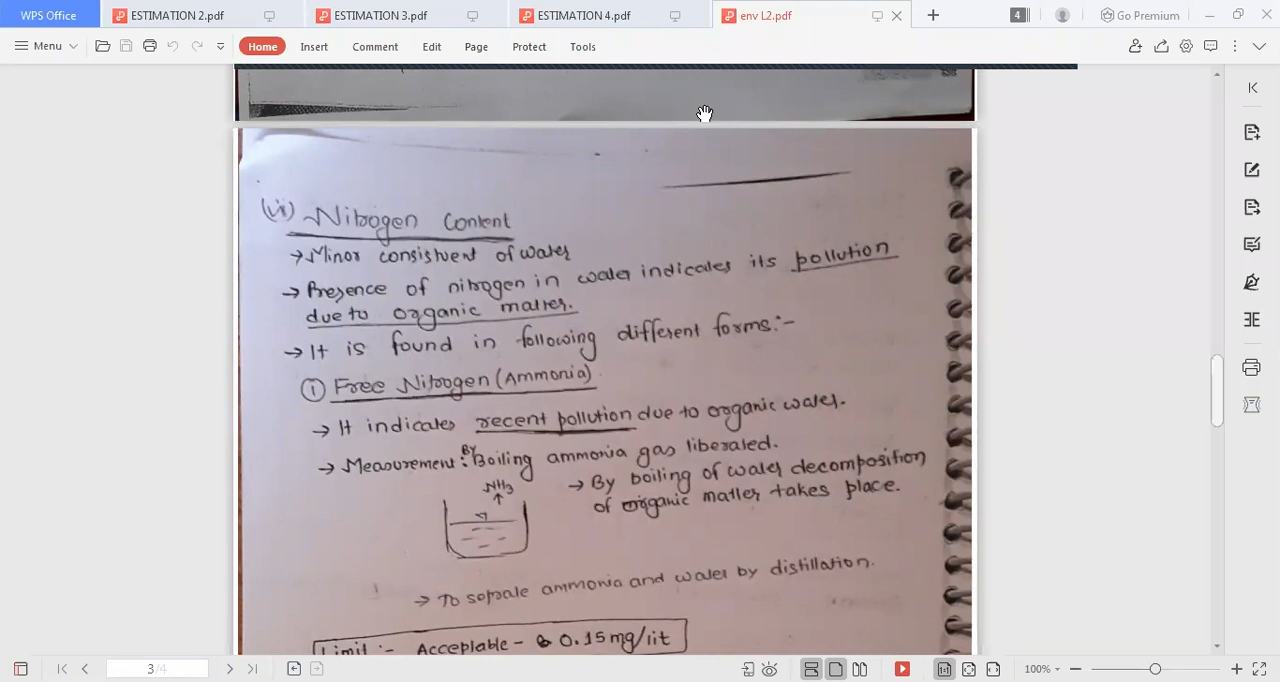 WPS Office
ESTIMATION 2.pdf
ESTIMATION 3.pdf
ESTIMATION 4.pdf
env L2.pdf
4
Go Premium
Menu
Home
Insert
Comment
Edit
Page
Protect
Tools
(vi) Nitrogen Content
→ Minor consistuent of water
→ Presence of nitrogen in water indicates its pollution
due to organic matter.
→ It is found in following different forms:-
① Free Nitrogen (Ammonia)
→ It indicates recent pollution due to organic water.
→ Measurement: By Boiling ammonia gas liberated.
NH3
→ By boiling of water decomposition
of organic matter takes place.
→ To seprate ammonia and water by distillation.
Limit :- Acceptable - 0.15 mg/lit
3/4
100%